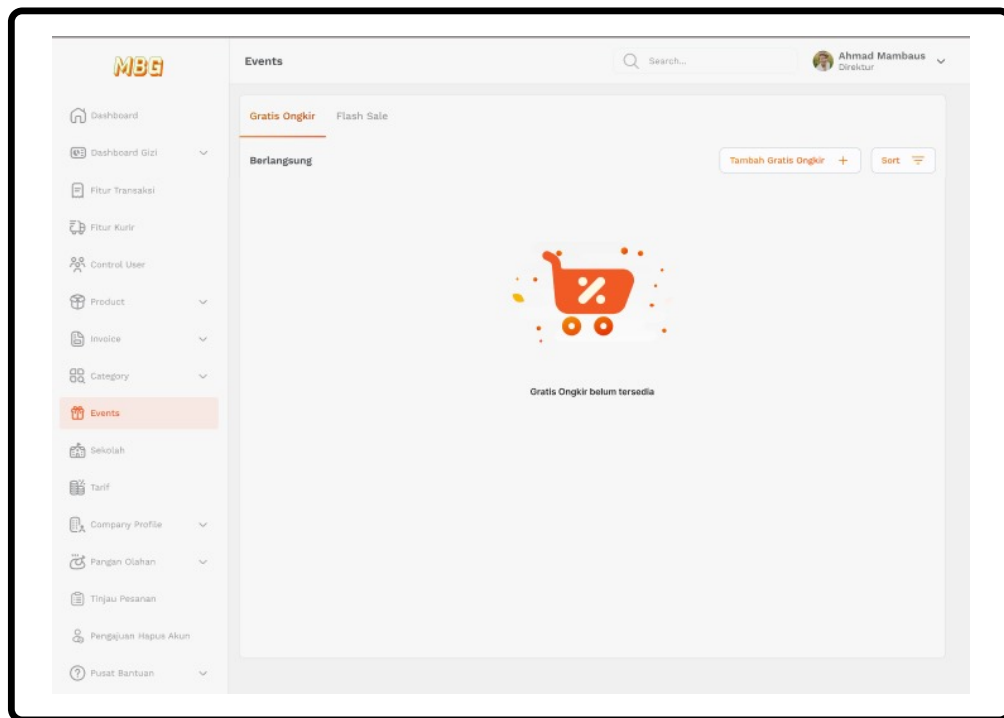 MBG
Events
Search...
Ahmad Mambaus
Direktur
Dashboard
Dashboard Gizi
Fitur Transaksi
Fitur Kurir
Control User
Product
Invoice
Category
Events
Sekolah
Tarif
Company Profile
Pangan Olahan
Tinjau Pesanan
Pengajuan Hapus Akun
Pusat Bantuan
Gratis Ongkir Flash Sale
Berlangsung
Tambah Gratis Ongkir +
Sort
Gratis Ongkir belum tersedia